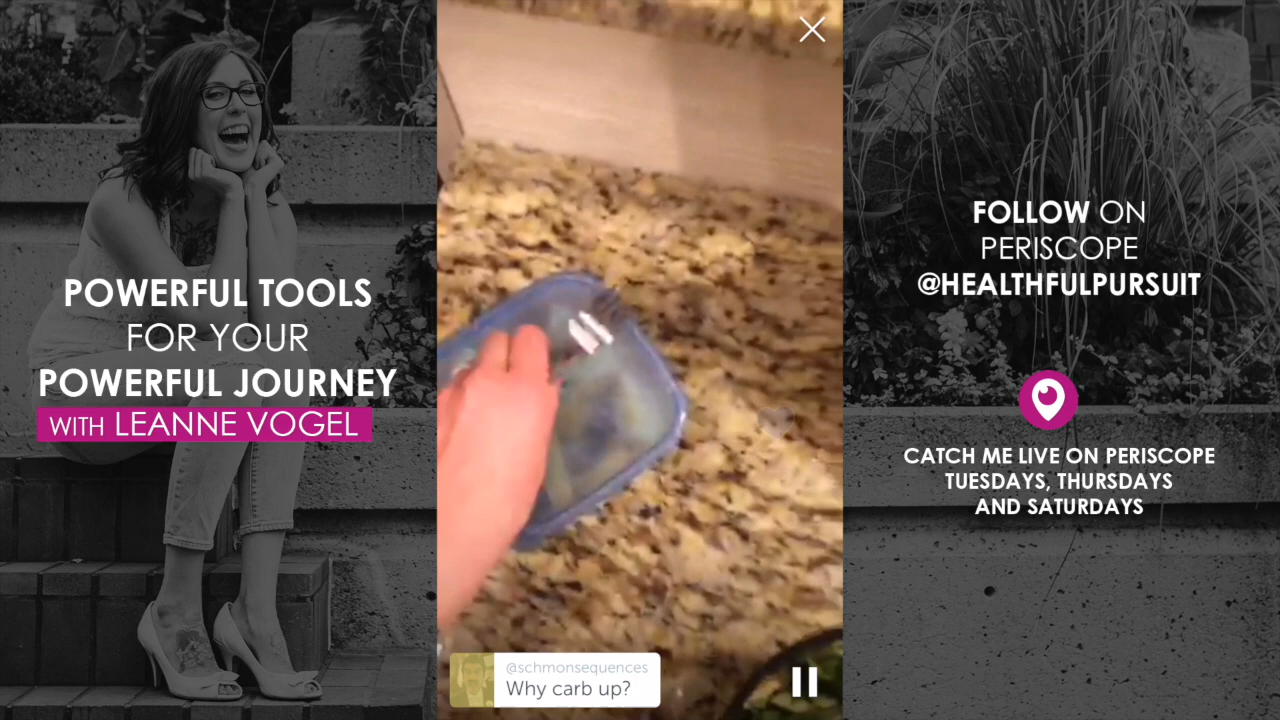 POWERFUL TOOLS
FOR YOUR
POWERFUL JOURNEY
WITH LEANNE VOGEL
@schmonsequences
Why carb up?
FOLLOW ON
PERISCOPE
@HEALTHFULPURSUIT
CATCH ME LIVE ON PERISCOPE
TUESDAYS, THURSDAYS
AND SATURDAYS